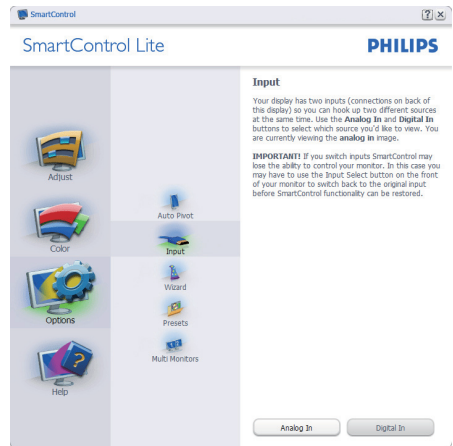 SmartControl
SmartControl Lite
PHILIPS
Adjust
Color
Options
Help
Auto Pivot
Input
Wizard
Presets
Multi Monitors
Input
Your display has two inputs (connections on back of
this display) so you can hook up two different sources
at the same time. Use the Analog In and Digital In
buttons to select which source you'd like to view. You
are currently viewing the analog in image.
IMPORTANT! If you switch inputs SmartControl may
lose the ability to control your monitor. In this case you
may have to use the Input Select button on the front
of your monitor to switch back to the original input
before SmartControl functionality can be restored.
Analog In
Digital In